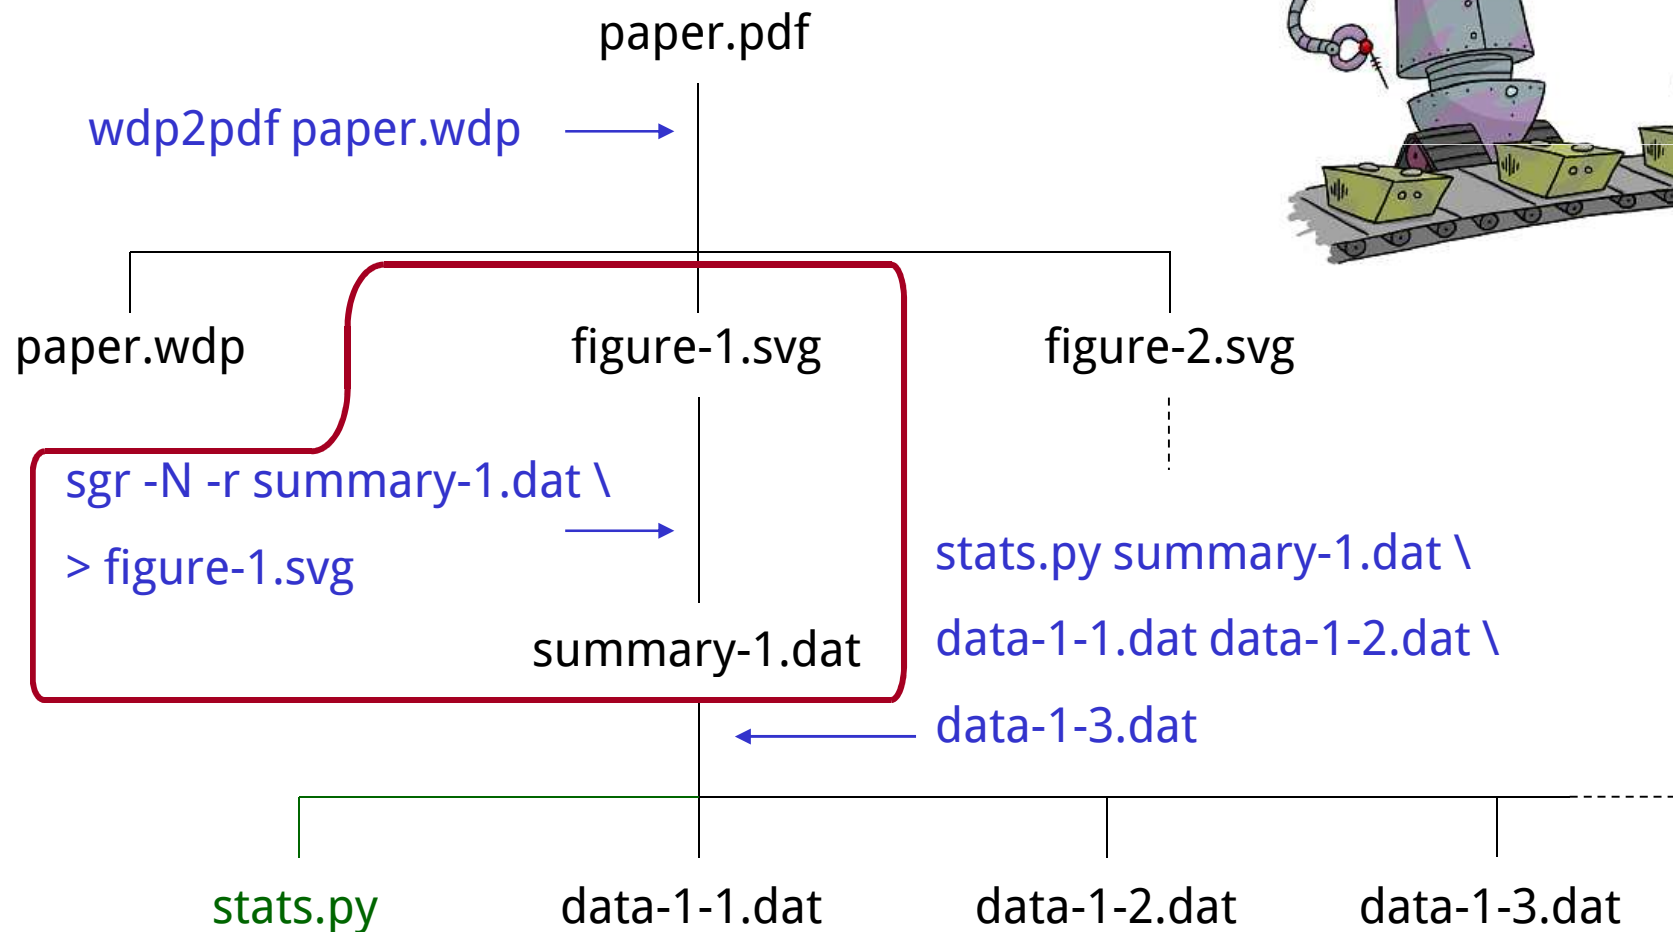 paper.pdf
wdp2pdf paper.wdp
paper.wdp
figure-1.svg
figure-2.svg
sgr -N -r summary-1.dat \
> figure-1.svg
summary-1.dat
stats.py summary-1.dat \
data-1-1.dat data-1-2.dat \
data-1-3.dat
stats.py
data-1-1.dat
data-1-2.dat
data-1-3.dat